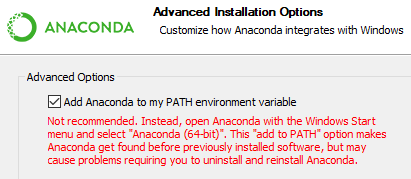 ANACONDA
Advanced Installation Options
Customize how Anaconda integrates with Windows
Advanced Options
Add Anaconda to my PATH environment variable
Not recommended. Instead, open Anaconda with the Windows Start
menu and select "Anaconda (64-bit)". This "add to PATH" option makes
Anaconda get found before previously installed software, but may
cause problems requiring you to uninstall and reinstall Anaconda.